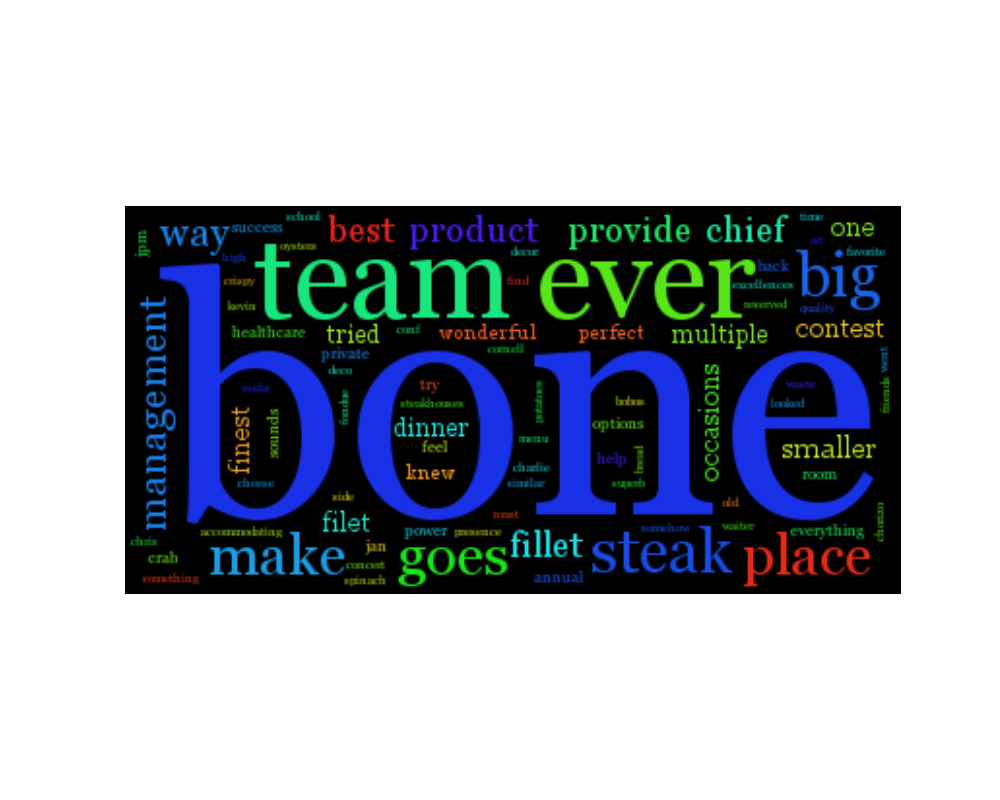 school
time
way
success
best
product
provide
chief
one
jpm
oysters
art
high
team
ever
decor
favorite
crispy
find
hack
big
excellences
kevin
reserved
quality
healthcare
tried
conf
wonderful
perfect
multiple
contest
management
bone
private
cornell
went
deco
works
try
fondue
potatoes
occasions
waste
friends
steakhouses
bobos
looked
finest
sounds
dinner
options
feel
menu
smaller
knew
help
bread
charlie
room
cheese
similar
superb
side
old
filet
roast
chorizo
accommodating
power
presence
somehow
waiter
everything
chris
jan
fillet
steak
crab
make
concert
goes
place
something
spinach
annual